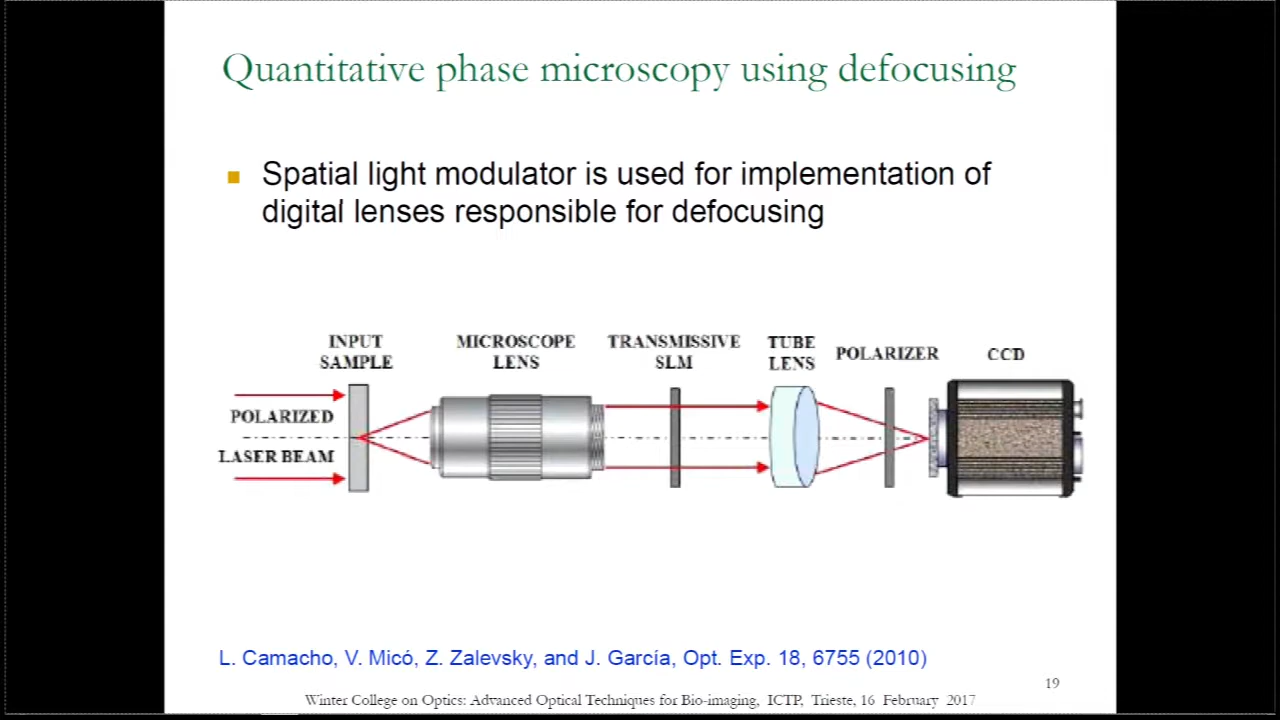 Quantitative phase microscopy using defocusing
Spatial light modulator is used for implementation of
digital lenses responsible for defocusing
INPUT
SAMPLE
MICROSCOPE
LENS
TRANSMISSIVE
SLM
TUBE
LENS
POLARIZER
CCD
POLARIZED
LASER BEAM
L. Camacho, V. Micó, Z. Zalevsky, and J. García, Opt. Exp. 18, 6755 (2010)
19
Winter College on Optics: Advanced Optical Techniques for Bio-imaging, ICTP, Trieste, 16 February 2017